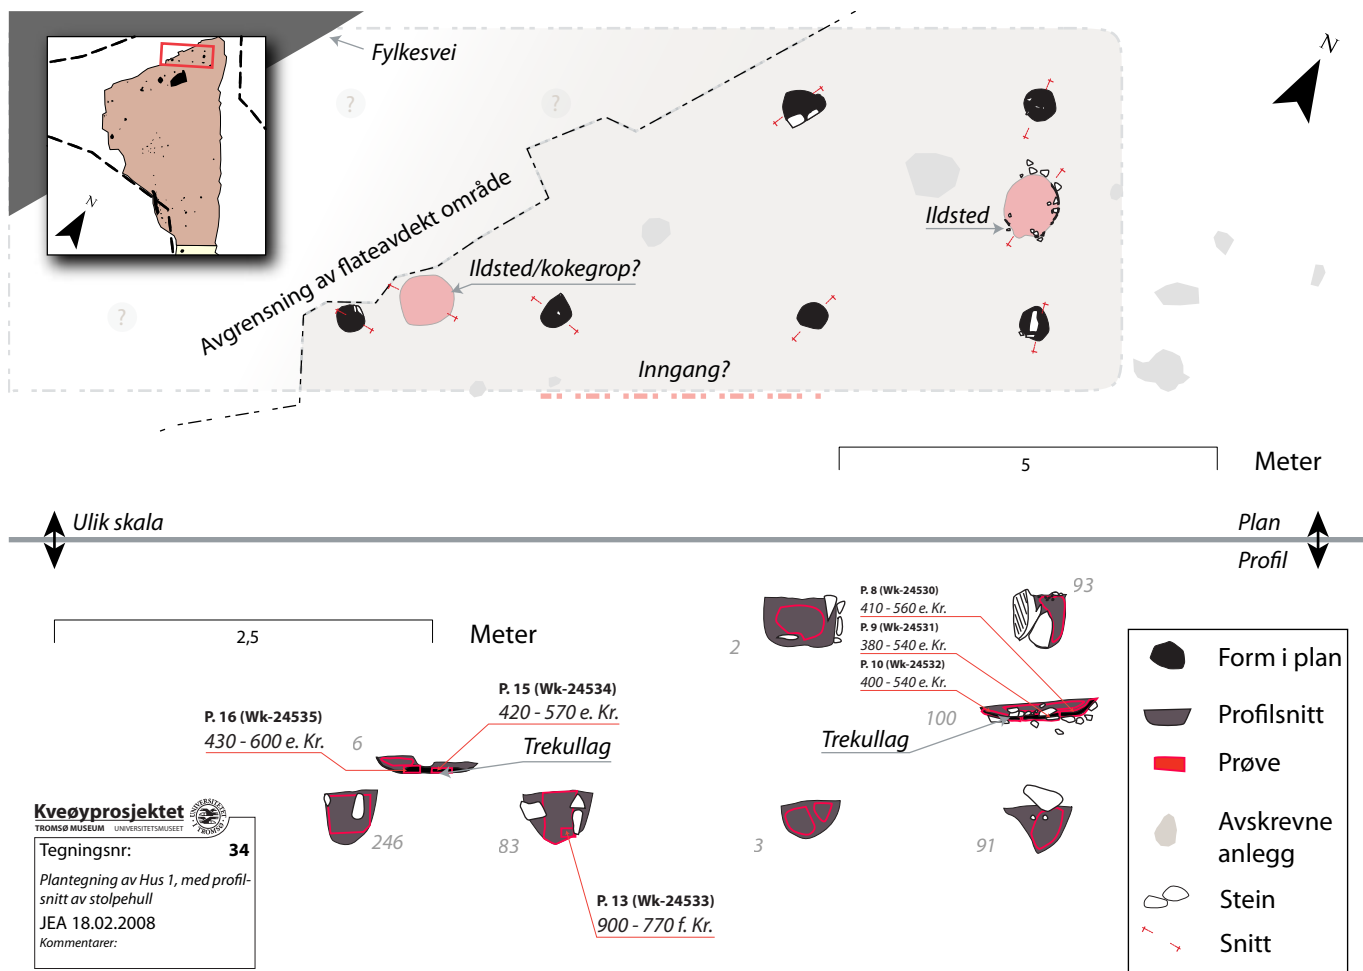 N
Fylkesvei
N
?
?
?
Avgrensning av flateavdekt område
Ildsted
Ildsted/kokegrop?
Inngang?
5
Meter
Ulik skala
Plan
Profil
2,5
Meter
P. 8 (Wk-24530)
410 - 560 e. Kr.
P. 9 (Wk-24531)
380 - 540 e. Kr.
P. 10 (Wk-24532)
400 - 540 e. Kr.
2
93
100
Trekullag
P. 15 (Wk-24534)
420 - 570 e. Kr.
P. 16 (Wk-24535)
430 - 600 e. Kr.
6
Trekullag
246
83
3
91
P. 13 (Wk-24533)
900 - 770 f. Kr.
Form i plan
Profilsnitt
Prøve
Avskrevne
anlegg
Stein
Snitt
Kveøyprosjektet
TROMSØ MUSEUM UNIVERSITETSMUSEET
UNIVERSITETET
TROMSØ
Tegningsnr: 34
Plantegning av Hus 1, med profil-
snitt av stolpehull
JEA 18.02.2008
Kommentarer: